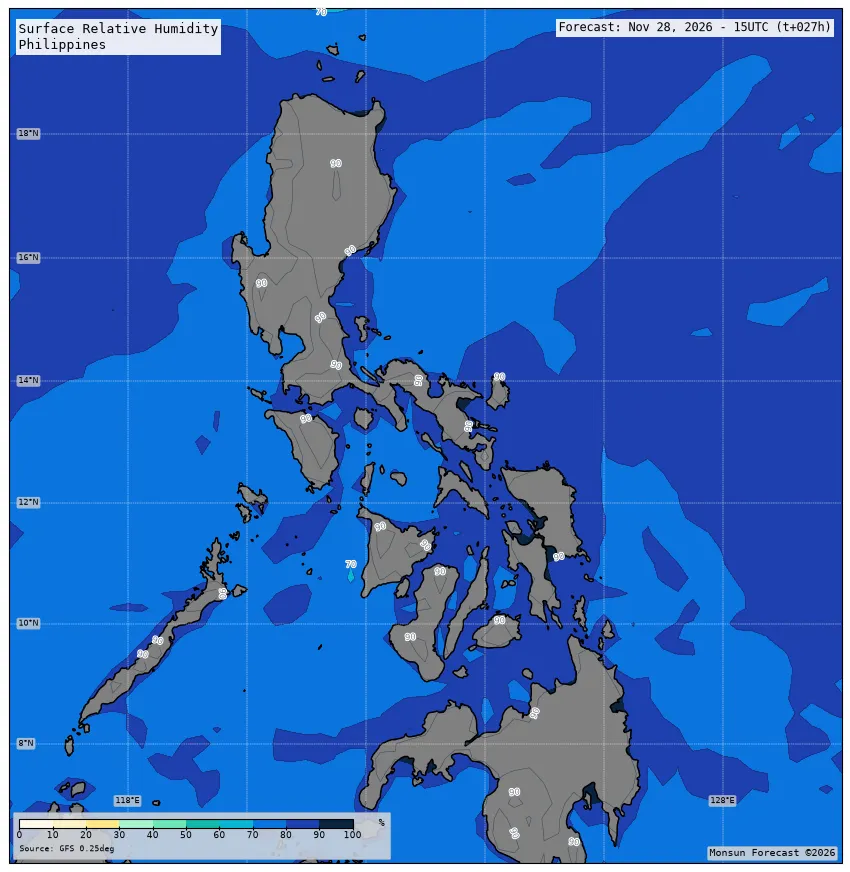 70
Surface Relative Humidity
Philippines
Forecast: Nov 28, 2026 - 15UTC (t+027h)
18°N
90
90
16°N
90
90
90
14°N
90
90
90
90
12°N
90
90
90
70
90
90
10°N
90
90
90
90
90
8°N
118°E
90
128°E
90
90
0 10 20 30 40 50 60 70 80 90 100 %
Source: GFS 0.25deg
Monsun Forecast ©2026